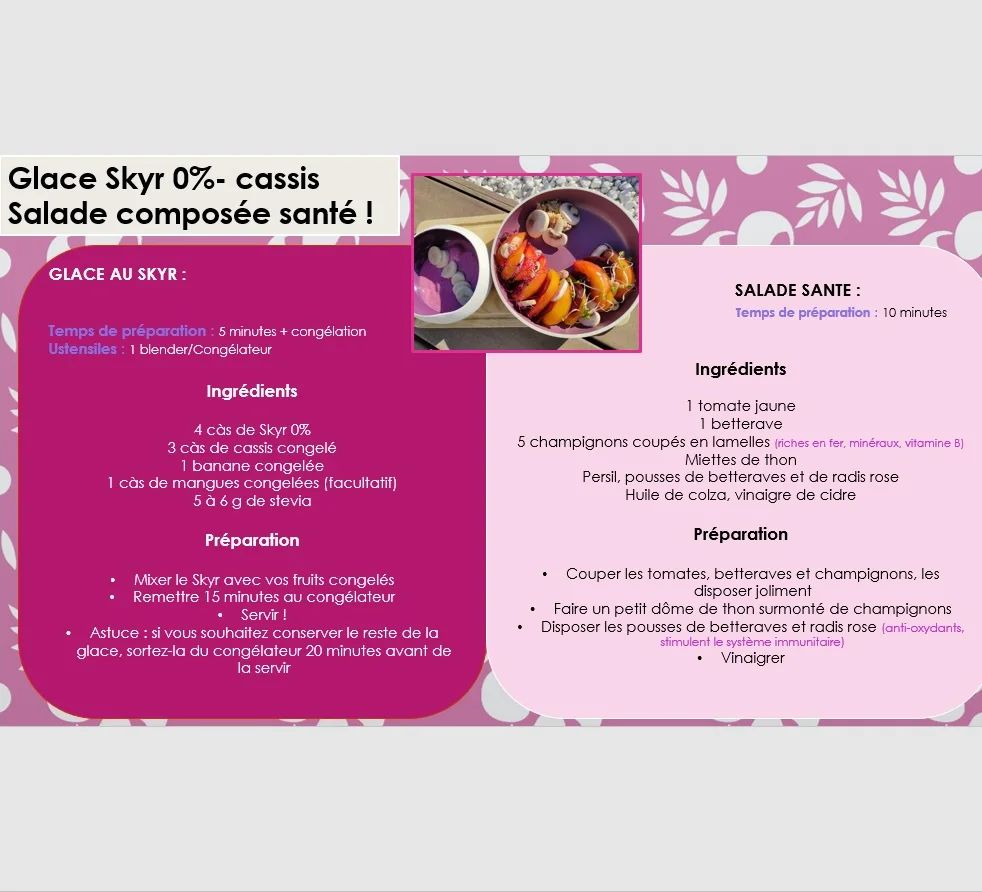 Glace Skyr 0%- cassis
Salade composée santé !
GLACE AU SKYR :
Temps de préparation : 5 minutes + congélation
Ustensiles : 1 blender/Congélateur
Ingrédients
4 càs de Skyr 0%
3 càs de cassis congelé
1 banane congelée
1 càs de mangues congelées (facultatif)
5 à 6 g de stevia
Préparation
• Mixer le Skyr avec vos fruits congelés
• Remettre 15 minutes au congélateur
• Servir !
• Astuce : si vous souhaitez conserver le reste de la
glace, sortez-la du congélateur 20 minutes avant de
la servir
SALADE SANTE :
Temps de préparation : 10 minutes
Ingrédients
1 tomate jaune
1 betterave
5 champignons coupés en lamelles (riches en fer, minéraux, vitamine B)
Miettes de thon
Persil, pousses de betteraves et de radis rose
Huile de colza, vinaigre de cidre
Préparation
• Couper les tomates, betteraves et champignons, les
disposer joliment
• Faire un petit dôme de thon surmonté de champignons
• Disposer les pousses de betteraves et radis rose (anti-oxydants,
stimulent le système immunitaire)
• Vinaigrer